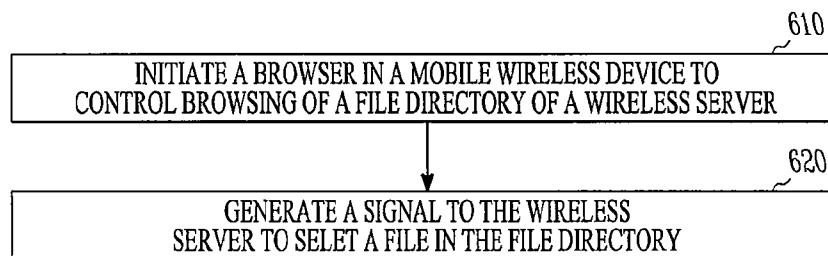 610
INITIATE A BROWSER IN A MOBILE WIRELESS DEVICE TO
CONTROL BROWSING OF A FILE DIRECTORY OF A WIRELESS SERVER
620
GENERATE A SIGNAL TO THE WIRELESS
SERVER TO SELET A FILE IN THE FILE DIRECTORY